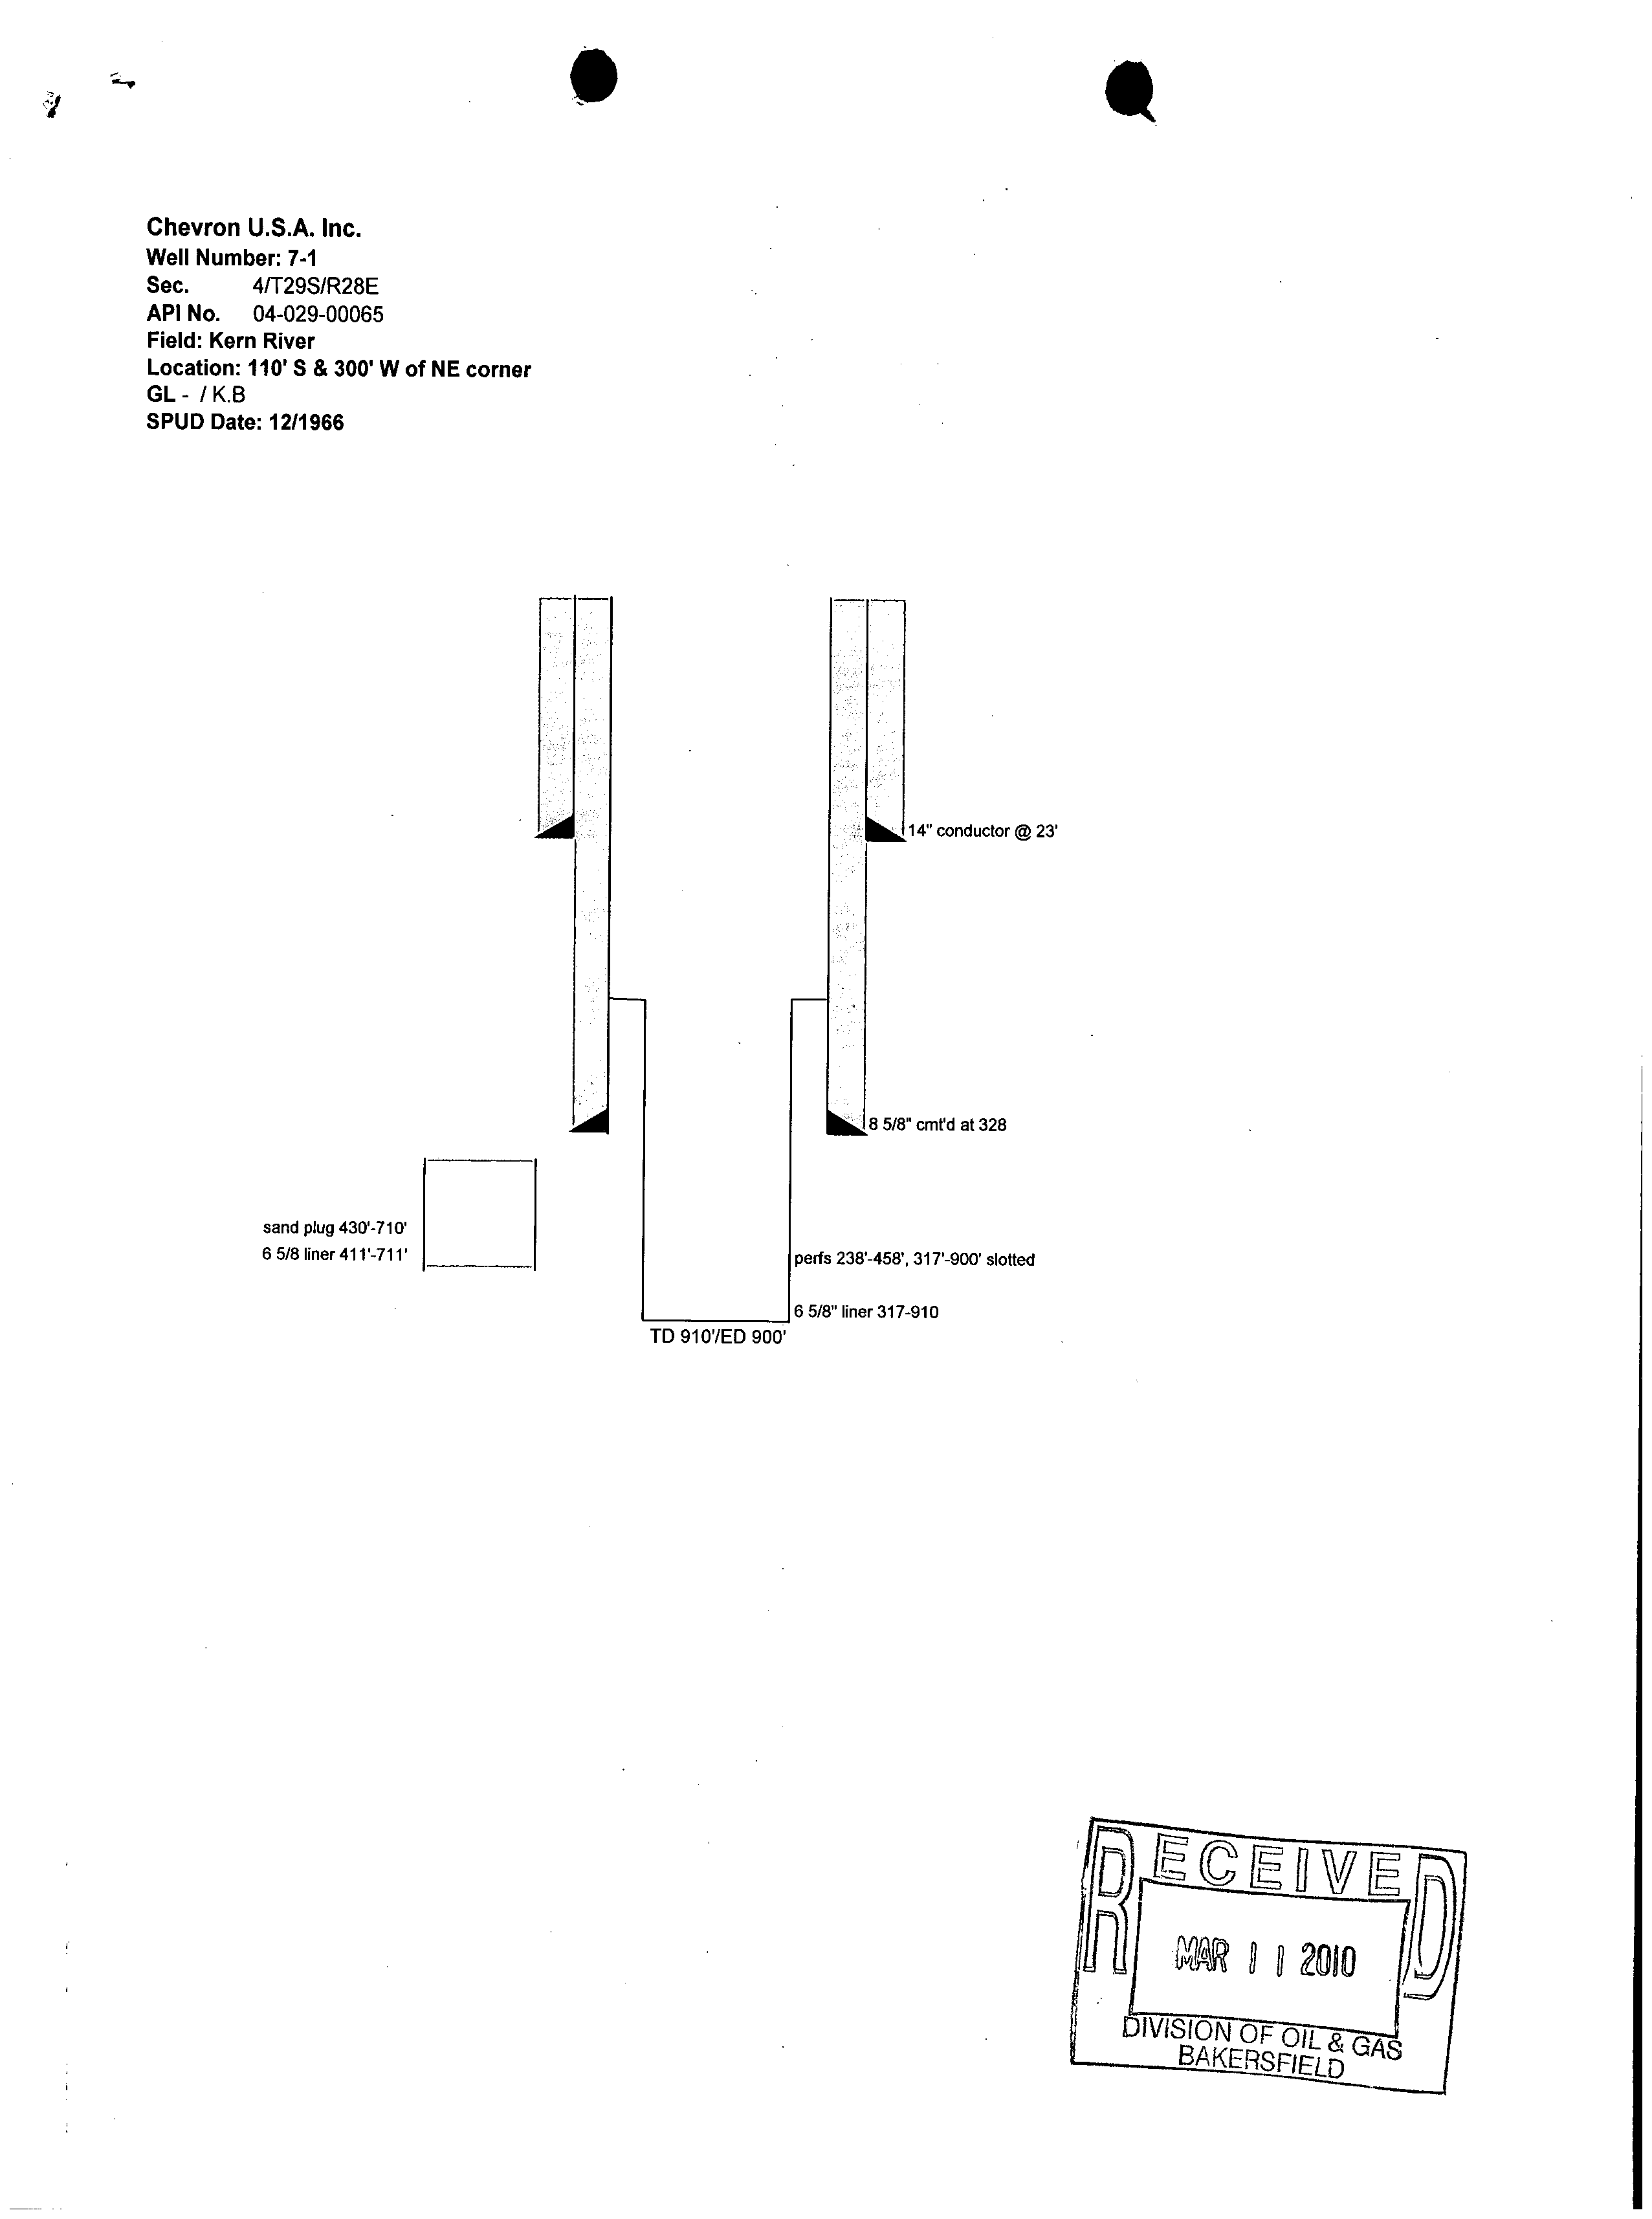 Chevron U.S.A. Inc.
Well Number: 7-1
Sec. 4/T29S/R28E
API No. 04-029-00065
Field: Kern River
Location: 110' S & 300' W of NE corner
GL - / K.B
SPUD Date: 12/1966
14" conductor @ 23'
8 5/8" cmt'd at 328
sand plug 430'-710'
6 5/8 liner 411'-711'
perfs 238'-458', 317'-900' slotted
6 5/8" liner 317-910
TD 910'/ED 900'
RECEIVED
MAR 11 2010
DIVISION OF OIL & GAS
BAKERSFIELD